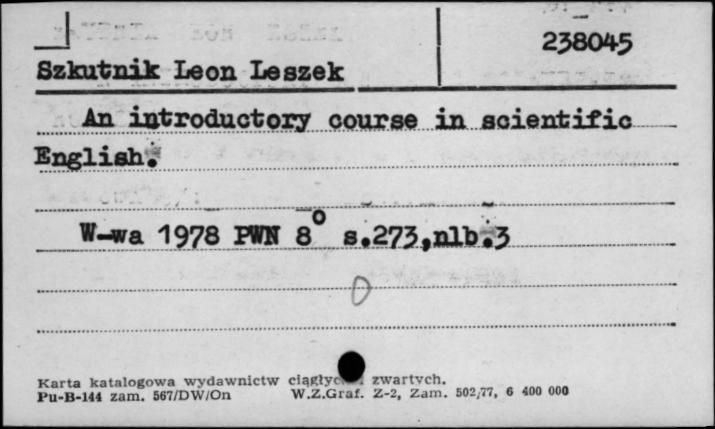 238045
Szkutnik Leon Leszek
An introductory course in scientific
English.
W-wa 1978 PWN 8° s.273,nlb.3
Karta katalogowa wydawnictw zwartych.
Pu-B-144 zam. 567/DW/On W.Z.Graf. Z-2, Zam. 502/77, 6 400 000